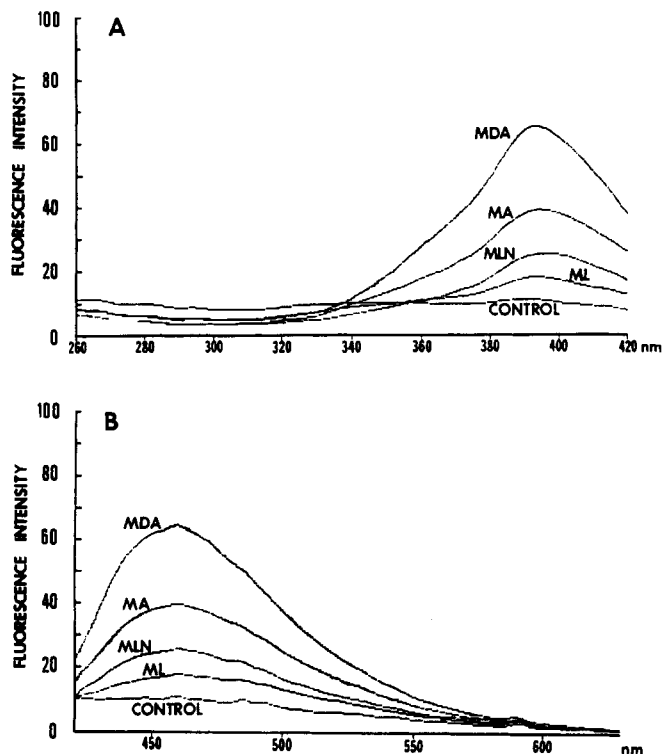 A
100
80
60
40
20
0
FLUORESCENCE INTENSITY
MDA
MA
MLN
ML
CONTROL
260 280 300 320 340 360 380 400 420 nm
B
100
80
60
40
20
0
FLUORESCENCE INTENSITY
MDA
MA
MLN
ML
CONTROL
450 500 550 600 nm